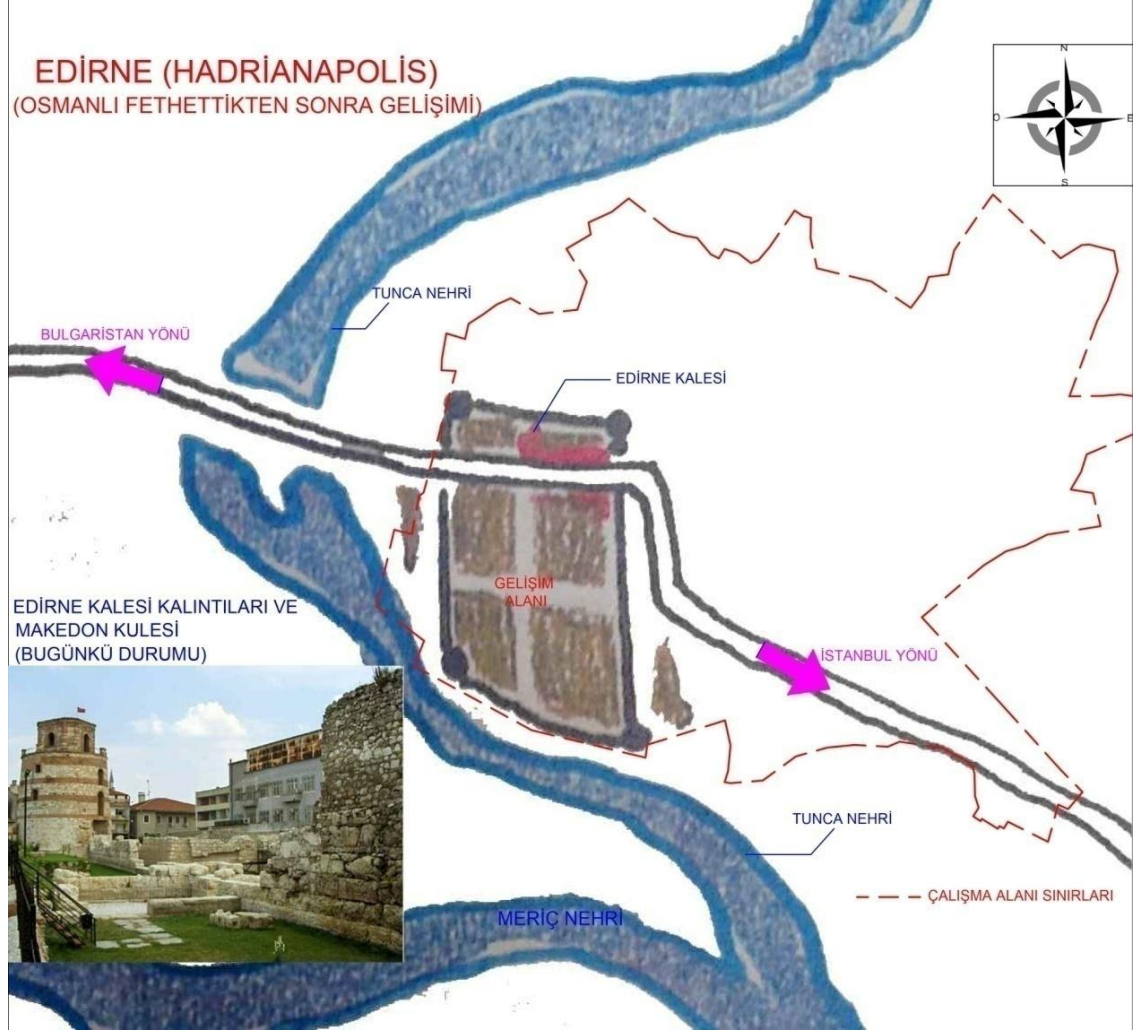 EDİRNE (HADRİANAPOLİS)
(OSMANLI FETHETTİKTEN SONRA GELİŞİMİ)
N
O
E
S
TUNCA NEHRİ
BULGARİSTAN YÖNÜ
EDİRNE KALESİ
GELİŞİM
ALANI
EDİRNE KALESİ KALINTILARI VE
MAKEDON KULESİ
(BUGÜNKÜ DURUMU)
İSTANBUL YÖNÜ
TUNCA NEHRİ
ÇALIŞMA ALANI SINIRLARI
MERİÇ NEHRİ